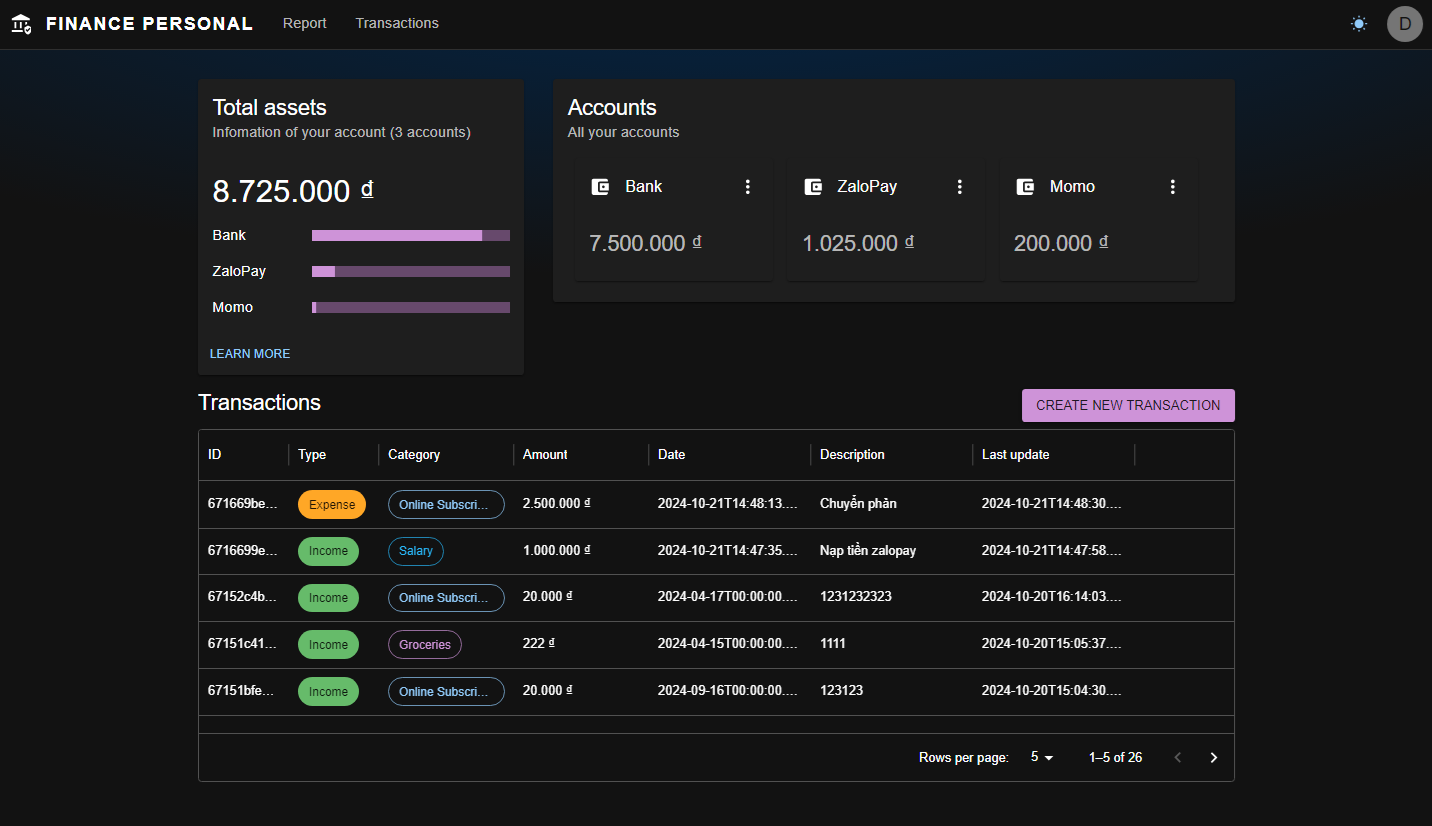 FINANCE PERSONAL Report Transactions D
Total assets
Infomation of your account (3 accounts)
8.725.000 ₫
Bank
ZaloPay
Momo
LEARN MORE
Accounts
All your accounts
Bank
7.500.000 ₫
ZaloPay
1.025.000 ₫
Momo
200.000 ₫
Transactions
CREATE NEW TRANSACTION
ID Type Category Amount Date Description Last update
671669be... Expense Online Subscri... 2.500.000 ₫ 2024-10-21T14:48:13.... Chuyển phản 2024-10-21T14:48:30....
6716699e... Income Salary 1.000.000 ₫ 2024-10-21T14:47:35.... Nạp tiền zalopay 2024-10-21T14:47:58....
67152c4b... Income Online Subscri... 20.000 ₫ 2024-04-17T00:00:00.... 1231232323 2024-10-20T16:14:03....
67151c41... Income Groceries 222 ₫ 2024-04-15T00:00:00.... 1111 2024-10-20T15:05:37....
67151bfe... Income Online Subscri... 20.000 ₫ 2024-09-16T00:00:00.... 123123 2024-10-20T15:04:30....
Rows per page: 5 1–5 of 26